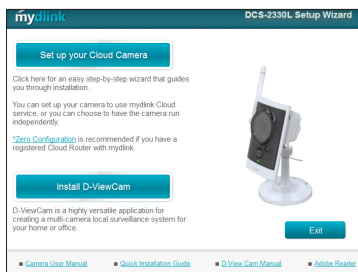 mydlink
DCS-2330L Setup Wizard
Set up your Cloud Camera
Click here for an easy step-by-step wizard that guides
you through installation.
You can set up your camera to use mydlink Cloud
service, or you can choose to have the camera run
independently.
*Zero Configuration is recommended if you have a
registered Cloud Router with mydlink.
Install D-ViewCam
D-ViewCam is a highly versatile application for
creating a multi-camera local surveillance system for
your home or office.
Exit
Camera User Manual
Quick Installation Guide
D-View Cam Manual
Adobe Reader